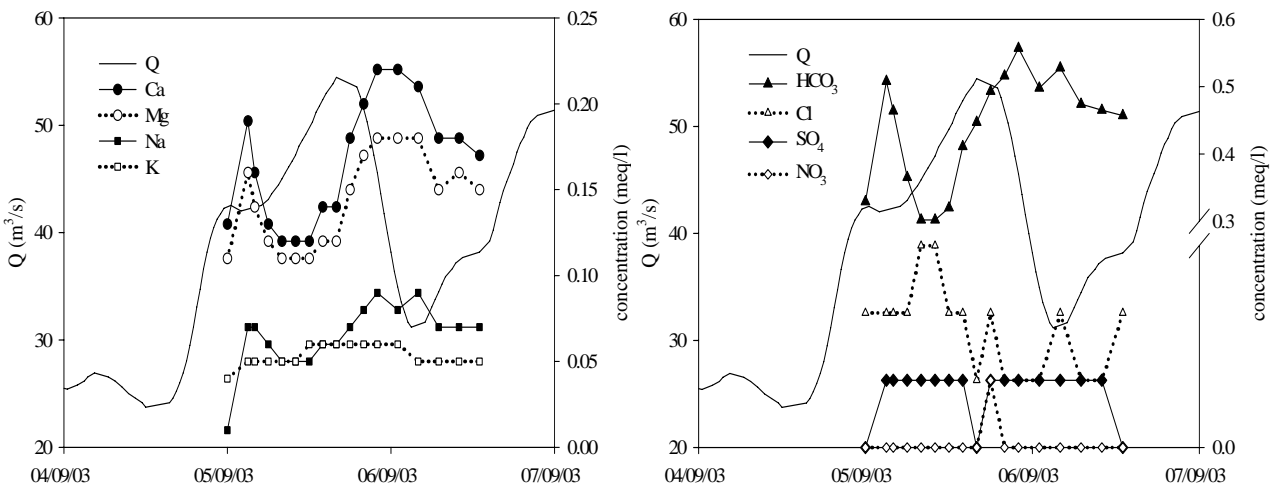 60
50
40
30
20
Q (m³/s)
Q
Ca
Mg
Na
K
0.25
0.20
0.15
0.10
0.05
0.00
concentration (meq/l)
04/09/03
05/09/03
06/09/03
07/09/03
60
50
40
30
20
Q (m³/s)
Q
HCO₃
Cl
SO₄
NO₃
0.6
0.5
0.4
0.3
0.0
concentration (meq/l)
04/09/03
05/09/03
06/09/03
07/09/03